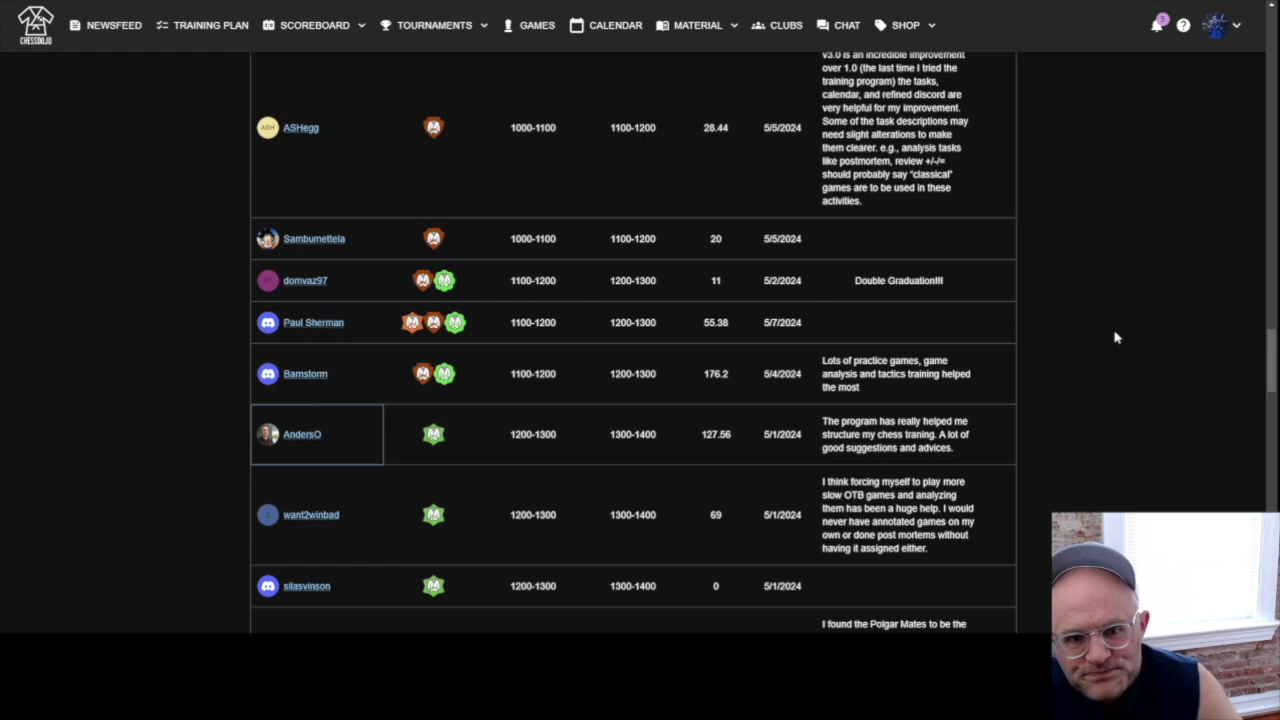 CHESSDOJO
NEWSFEED TRAINING PLAN SCOREBOARD TOURNAMENTS GAMES CALENDAR MATERIAL CLUBS CHAT SHOP 5
v3.0 is an incredible improvement
over 1.0 (the last time I tried the
training program) the tasks,
calendar, and refined discord are
very helpful for my improvement.
Some of the task descriptions may
need slight alterations to make
them clearer. e.g., analysis tasks
like postmortem, review +/-/=
should probably say "classical"
games are to be used in these
activities.
ASH ASHegg 1000-1100 1100-1200 28.44 5/5/2024
Sambumettela 1000-1100 1100-1200 20 5/5/2024
domvaz97 1100-1200 1200-1300 11 5/2/2024 Double Graduation!!!
Paul Sherman 1100-1200 1200-1300 55.38 5/7/2024
Barnstorm 1100-1200 1200-1300 176.2 5/4/2024
Lots of practice games, game
analysis and tactics training helped
the most
AndersO 1200-1300 1300-1400 127.56 5/1/2024
The program has really helped me
structure my chess traning. A lot of
good suggestions and advices.
want2winbad 1200-1300 1300-1400 69 5/1/2024
I think forcing myself to play more
slow OTB games and analyzing
them has been a huge help. I would
never have annotated games on my
own or done post mortems without
having it assigned either.
silasvinson 1200-1300 1300-1400 0 5/1/2024
I found the Polgar Mates to be the